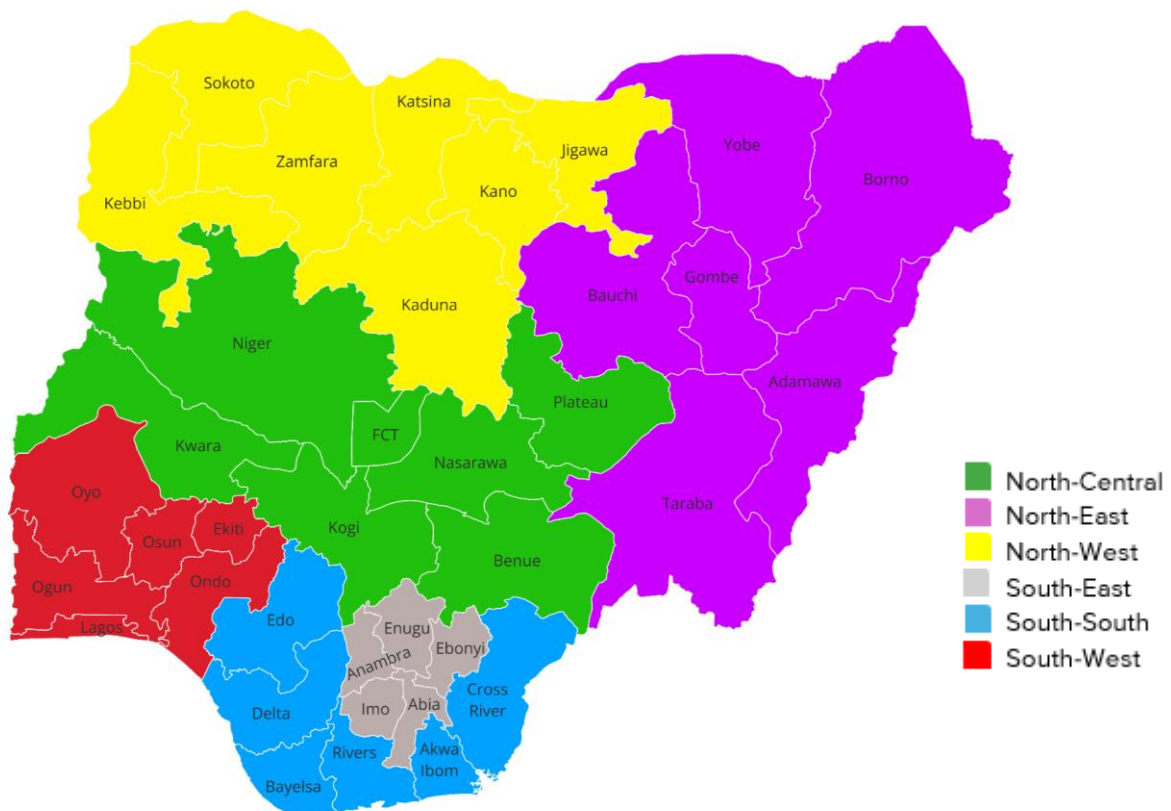 Sokoto
Katsina
Jigawa
Yobe
Borno
Zamfara
Kano
Kebbi
Gombe
Bauchi
Kaduna
Niger
Adamawa
Plateau
FCT
Kwara
Nasarawa
Oyo
Taraba
Kogi
Ekiti
Osun
Benue
Ogun
Ondo
Lagos
Edo
Enugu
Ebonyi
Anambra
Cross
River
Abia
Imo
Delta
Rivers
Akwa
Ibom
Bayelsa
North-Central
North-East
North-West
South-East
South-South
South-West